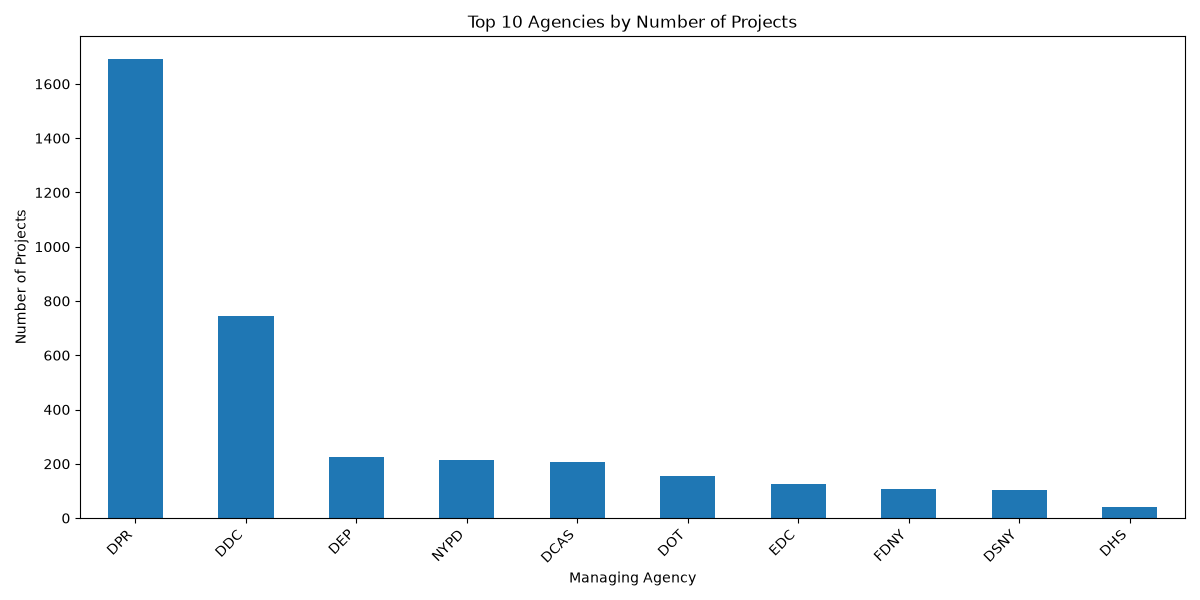 Top 10 Agencies by Number of Projects
Number of Projects
1600
1400
1200
1000
800
600
400
200
0
DPR
DDC
DEP
NYPD
DCAS
DOT
EDC
FDNY
DSNY
DHS
Managing Agency